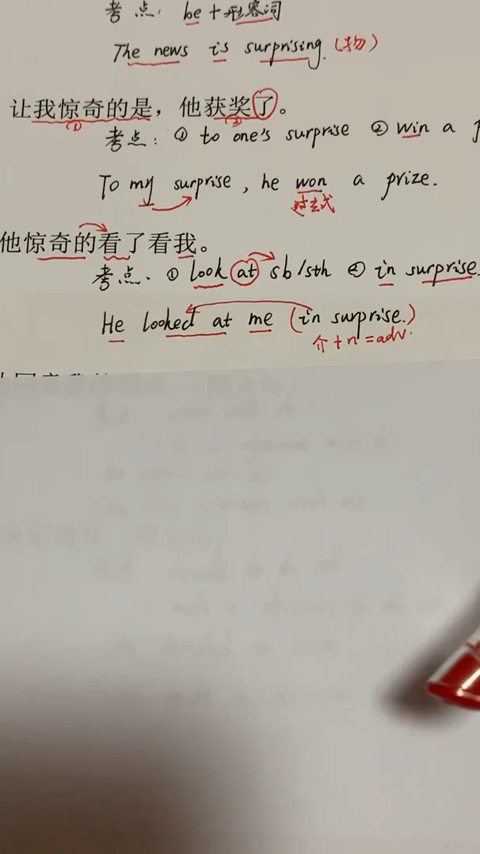 考点: be + 形容词
The news is surprising. (物)
让我惊奇的是，他获奖了。
① ②
考点: ① to one's surprise ② win a
To my surprise, he won a prize.
过去式
他惊奇的看了看我。
考点. ① look at sb/sth ② in surprise.
He looked at me (in surprise.)
介 + n = adv.